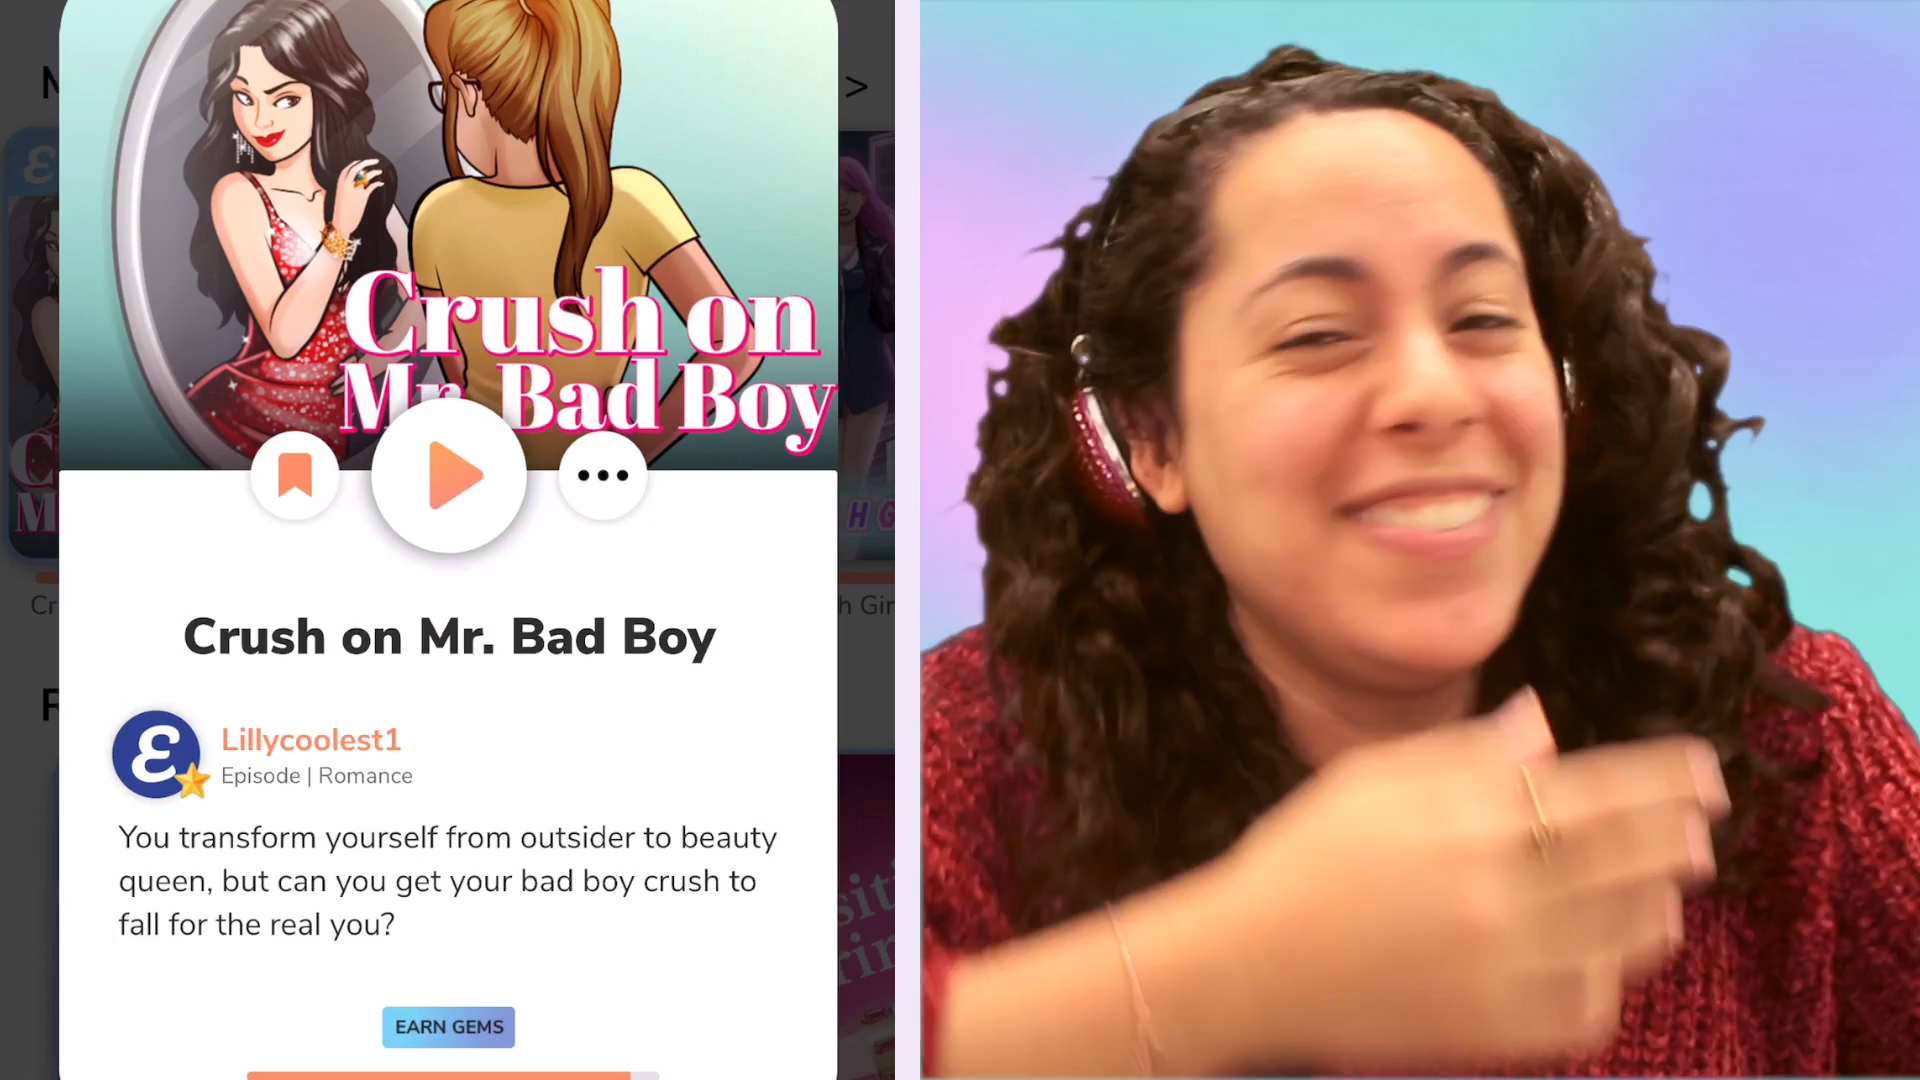 >
Crush on
Mr. Bad Boy
Crush on Mr. Bad Boy
Lillycoolest1
Episode | Romance
You transform yourself from outsider to beauty
queen, but can you get your bad boy crush to
fall for the real you?
EARN GEMS